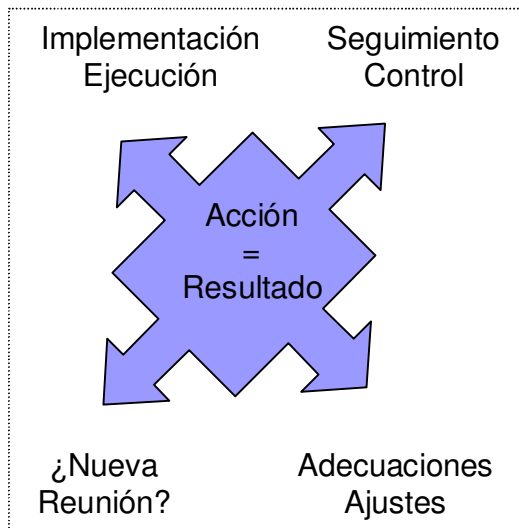 Implementación
Ejecución
Seguimiento
Control
Acción
=
Resultado
¿Nueva
Reunión?
Adecuaciones
Ajustes